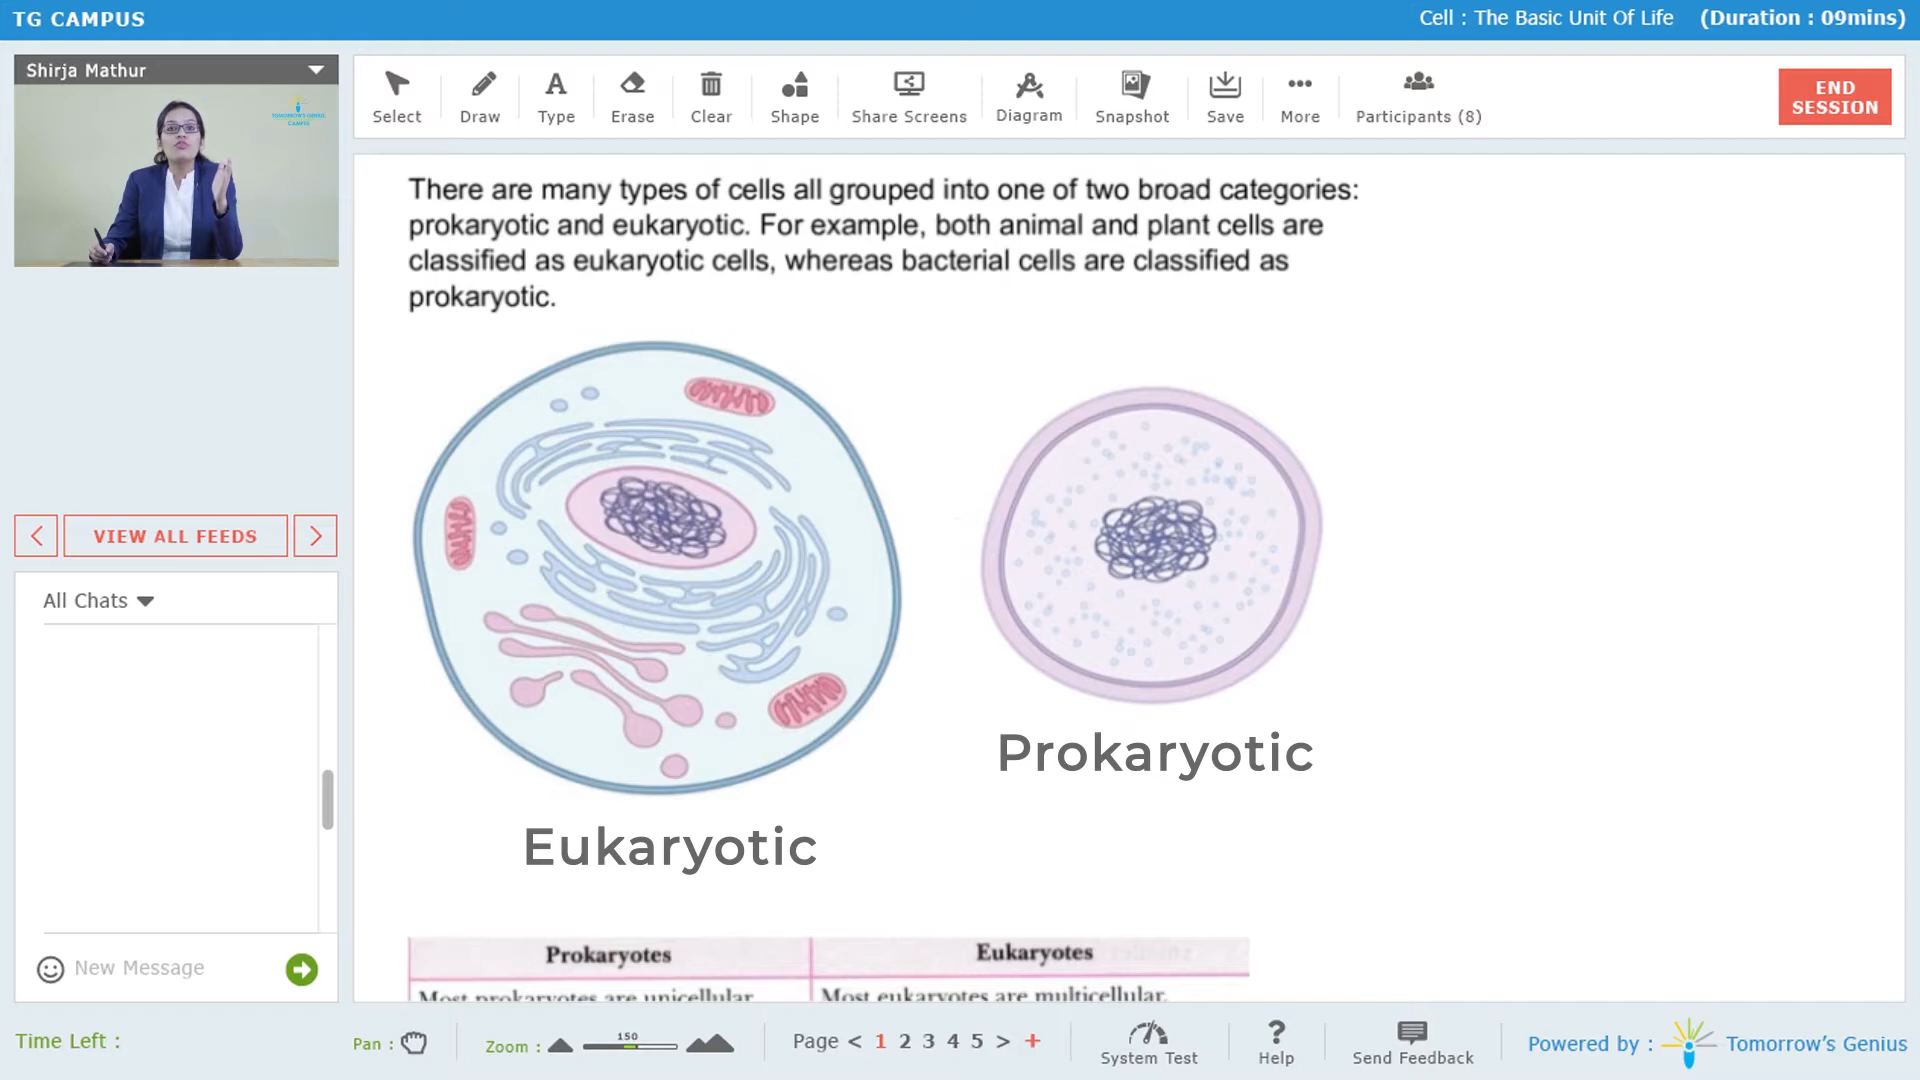 TG CAMPUS
Cell : The Basic Unit Of Life (Duration : 09mins)
Shirja Mathur
TOMORROW'S GENIUS
CAMPUS
Select
Draw
Type
Erase
Clear
Shape
Share Screens
Diagram
Snapshot
Save
More
Participants (8)
END
SESSION
There are many types of cells all grouped into one of two broad categories:
prokaryotic and eukaryotic. For example, both animal and plant cells are
classified as eukaryotic cells, whereas bacterial cells are classified as
prokaryotic.
Prokaryotic
Eukaryotic
VIEW ALL FEEDS
All Chats
New Message
Prokaryotes
Eukaryotes
Most prokaryotes are unicellular.
Most eukaryotes are multicellular.
Time Left :
Pan :
Zoom :
150
Page < 1 2 3 4 5 > +
System Test
Help
Send Feedback
Powered by :
Tomorrow's Genius